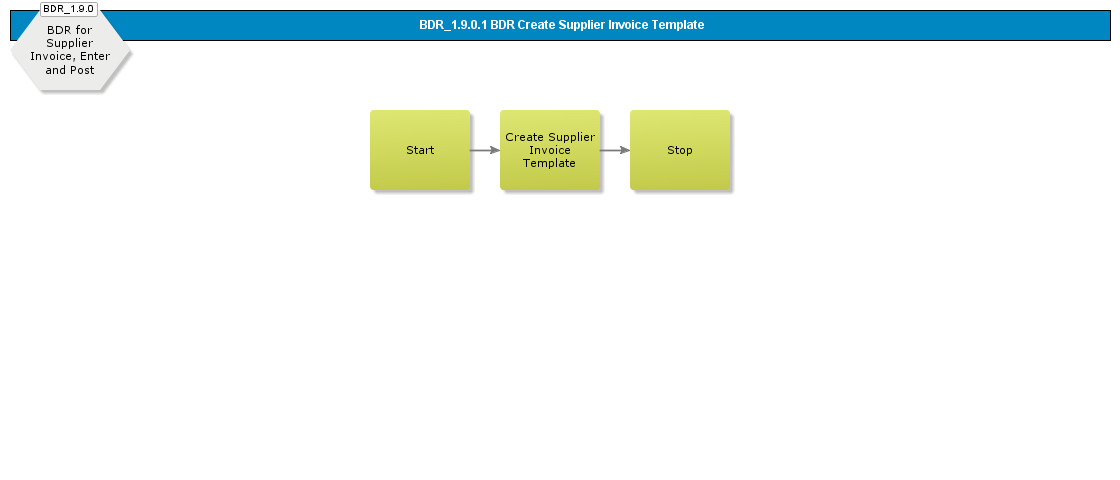 BDR_1.9.0
BDR_1.9.0.1 BDR Create Supplier Invoice Template
BDR for
Supplier
Invoice, Enter
and Post
Start
Create Supplier
Invoice
Template
Stop